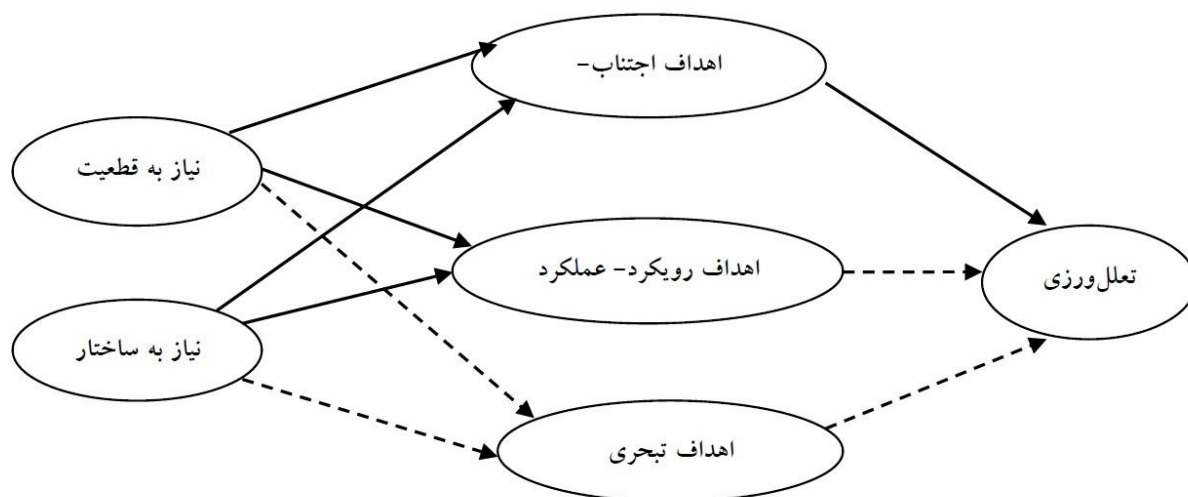 اهداف اجتناب-
نیاز به قطعیت
اهداف رویکرد- عملکرد
تعلل‌ورزی
نیاز به ساختار
اهداف تبحری